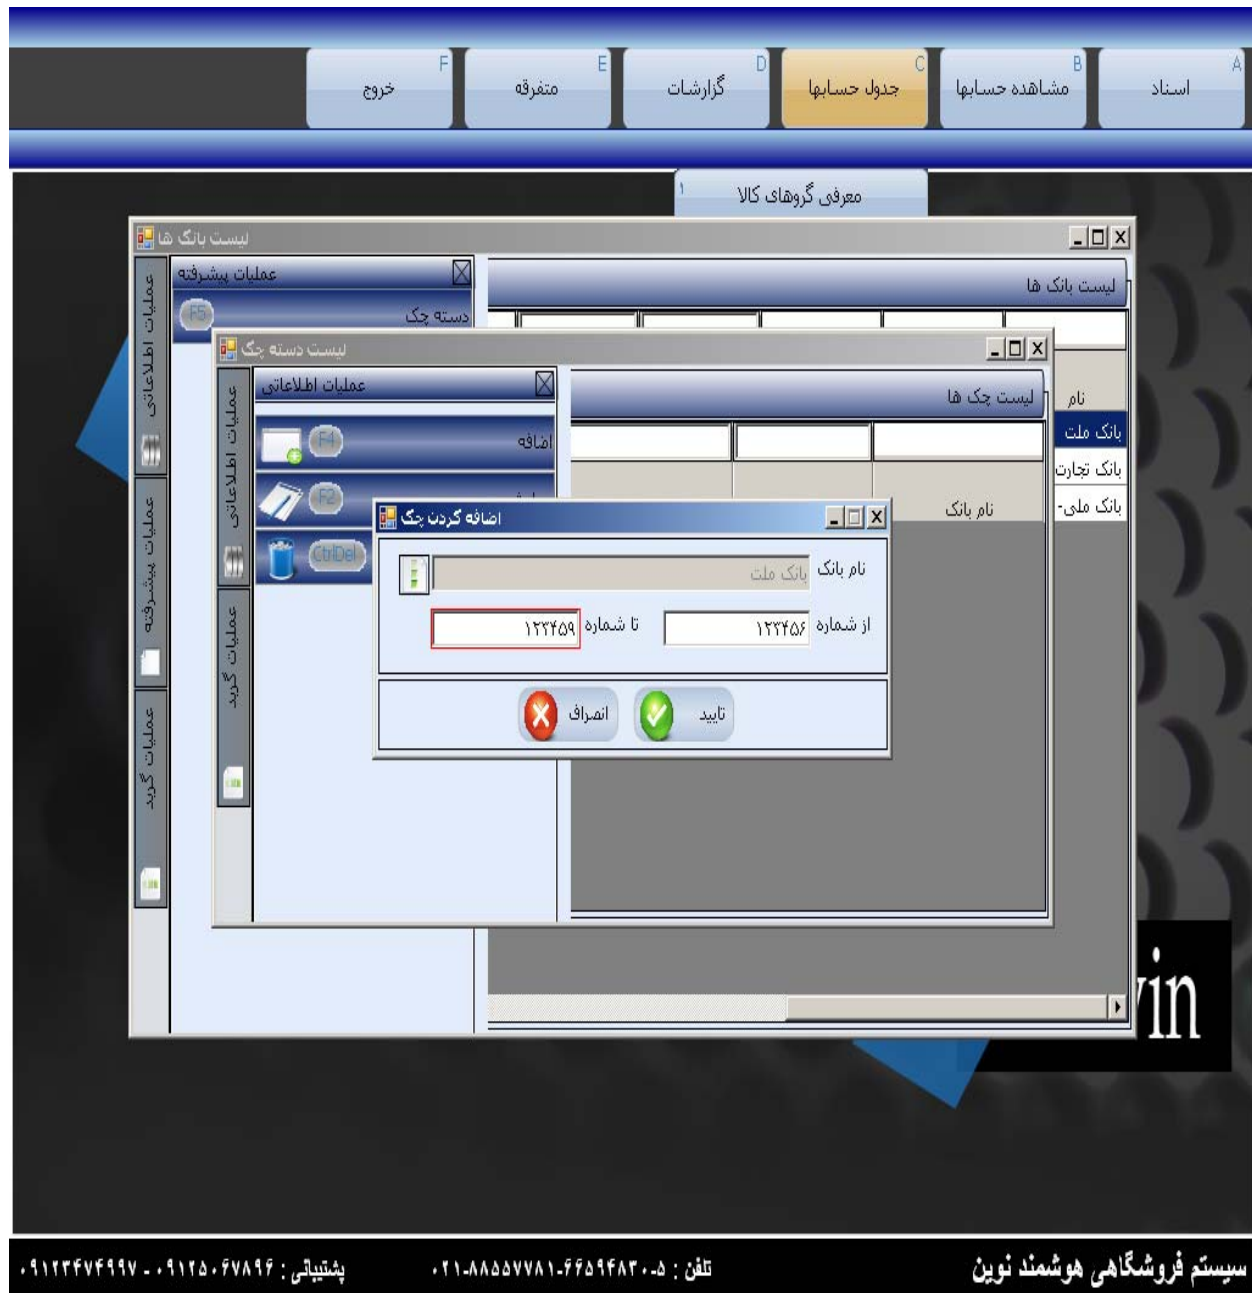 A اسناد
B مشاهده حسابها
C جدول حسابها
D گزارشات
E متفرقه
F خروج
معرفی گروهای کالا ۱
لیست بانک ها
لیست بانک ها
عملیات پیشرفته
دسته چک F5
نام
بانک ملت
بانک تجارت
بانک ملی-
عملیات اطلاعاتی
عملیات پیشرفته
عملیات گرید
لیست دسته چک
لیست چک ها
نام بانک
عملیات اطلاعاتی
اضافه F4
F2
CtrlDel
عملیات اطلاعاتی
عملیات گرید
اضافه کردن چک
نام بانک بانک ملت
از شماره ۱۲۳۴۵۶ تا شماره ۱۲۳۴۵۹
تایید انصراف
vin
سیستم فروشگاهی هوشمند نوین
تلفن : ۵-۰۲۱-۸۸۵۵۷۷۸۱-۶۶۵۹۴۸۳۰
پشتیبانی : ۰۹۱۲۵۰۶۷۸۹۶ - ۰۹۱۲۳۴۷۴۹۹۷